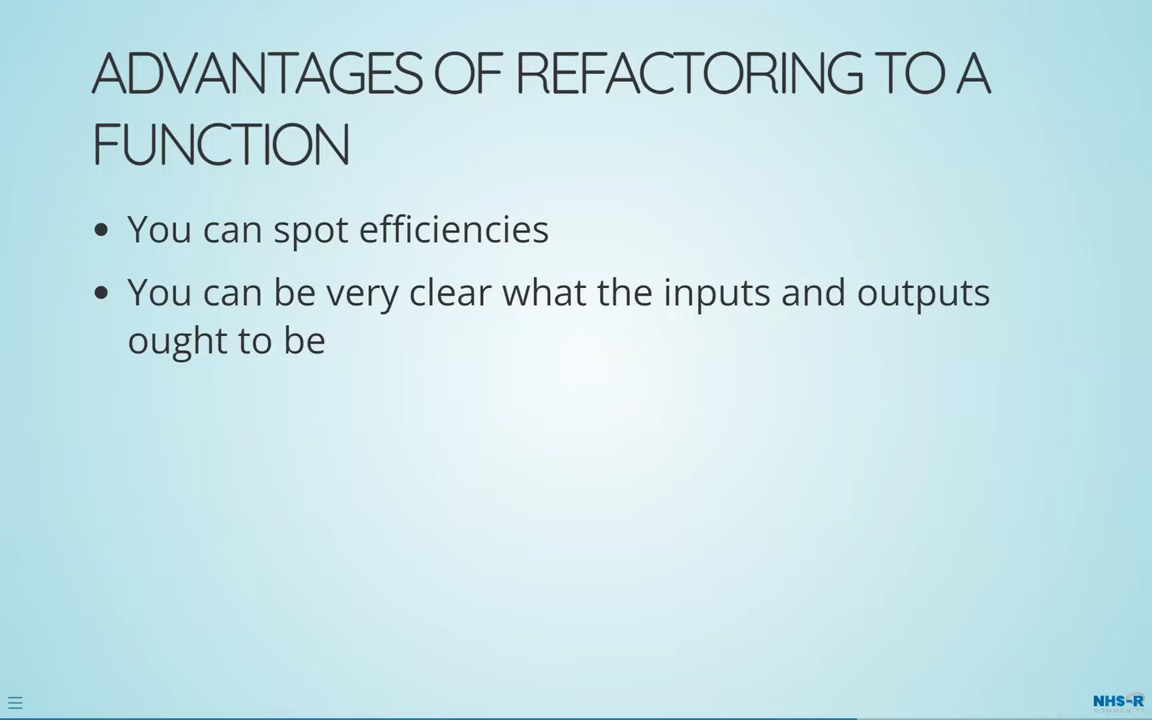 ADVANTAGES OF REFACTORING TO A
FUNCTION
• You can spot efficiencies
• You can be very clear what the inputs and outputs
ought to be
NHS-R
COMMUNITY